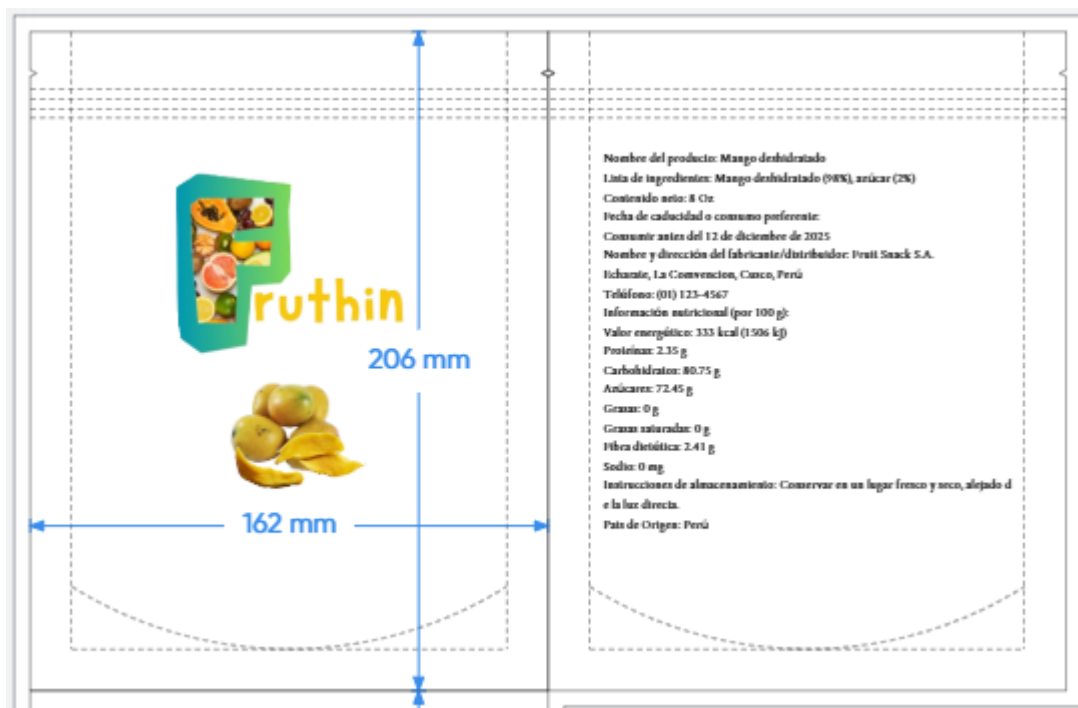 Fruthin
206 mm
162 mm
Nombre del producto: Mango deshidratado
Lista de ingredientes: Mango deshidratado (98%), azúcar (2%)
Contenido neto: 8 Oz
Fecha de caducidad o consumo preferente:
Consumir antes del 12 de diciembre de 2025
Nombre y dirección del fabricante/distribuidor: Fruit Snack S.A.
Echarate, La Convencion, Cusco, Perú
Teléfono: (01) 123-4567
Información nutricional (por 100 g):
Valor energético: 333 kcal (1506 kJ)
Proteínas: 2.35 g
Carbohidratos: 80.75 g
Azúcares: 72.45 g
Grasas: 0 g
Grasas saturadas: 0 g
Fibra dietética: 2.41 g
Sodio: 0 mg
Instrucciones de almacenamiento: Conservar en un lugar fresco y seco, alejado d
e la luz directa.
País de Origen: Perú